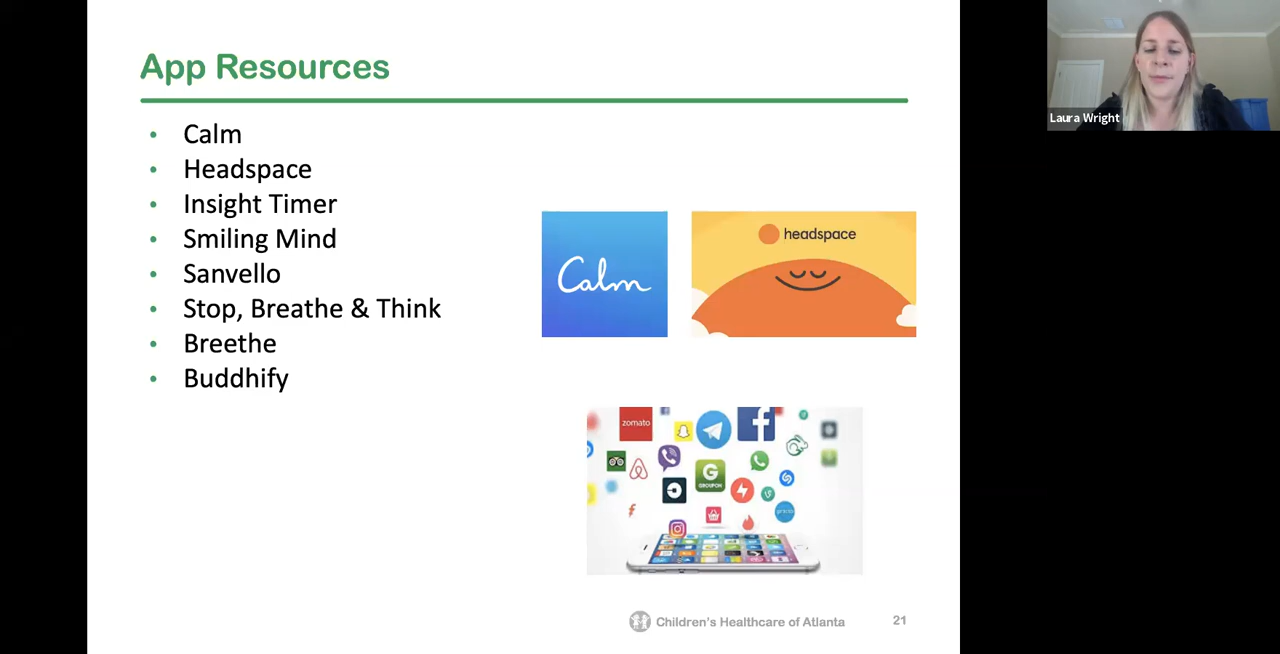 App Resources
• Calm
• Headspace
• Insight Timer
• Smiling Mind
• Sanvello
• Stop, Breathe & Think
• Breethe
• Buddhify
Calm
headspace
zomato
G
GROUPON
Children's Healthcare of Atlanta
21
Laura Wright